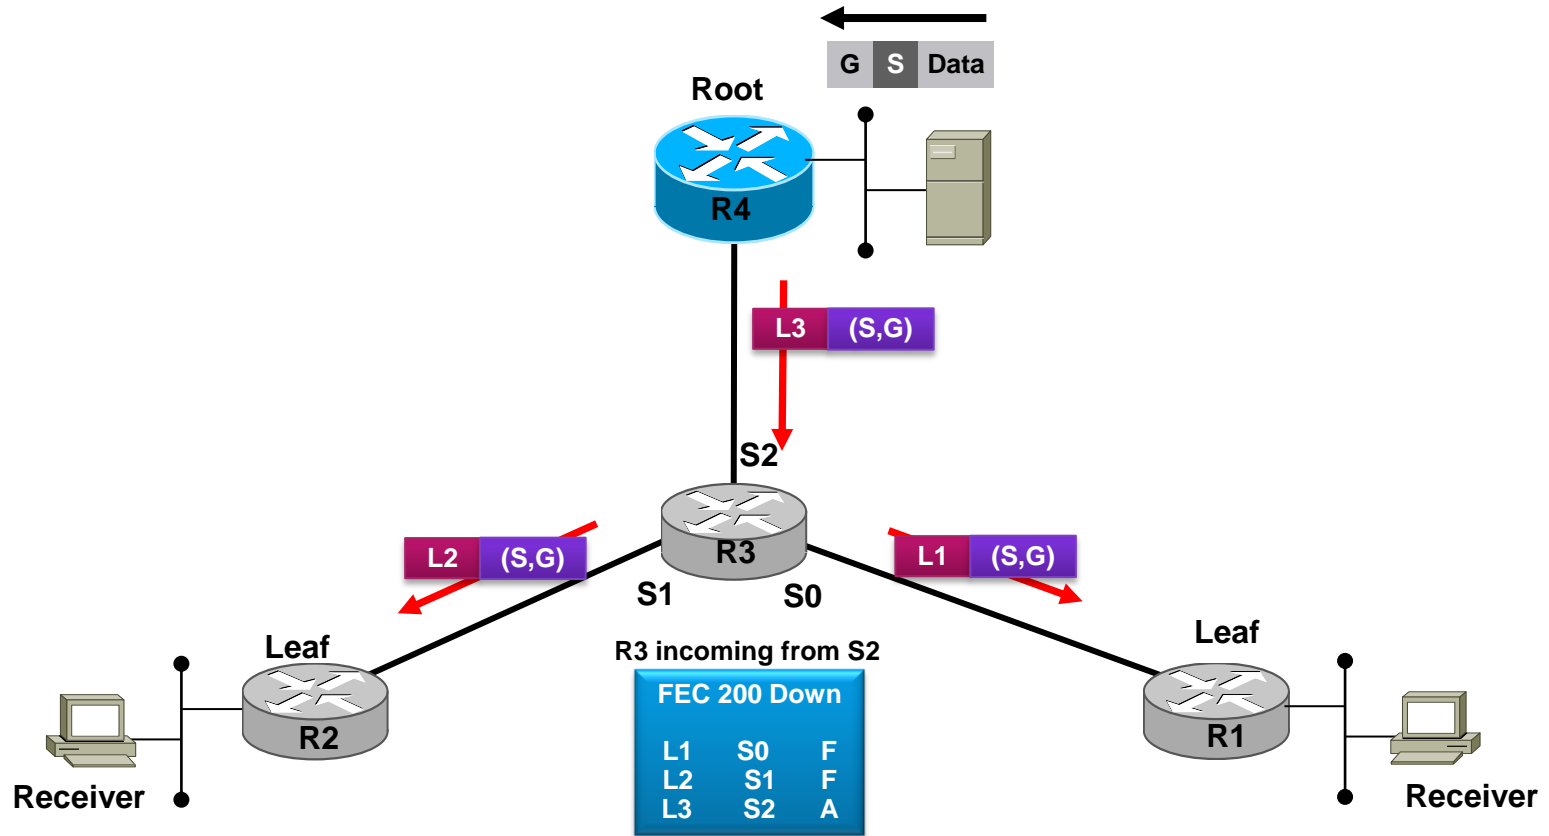 G S Data
Root
R4
L3 (S,G)
S2
L2 (S,G)
R3
L1 (S,G)
S1 S0
Leaf
Leaf
R3 incoming from S2
FEC 200 Down
R2
R1
L1 S0 F
L2 S1 F
L3 S2 A
Receiver
Receiver